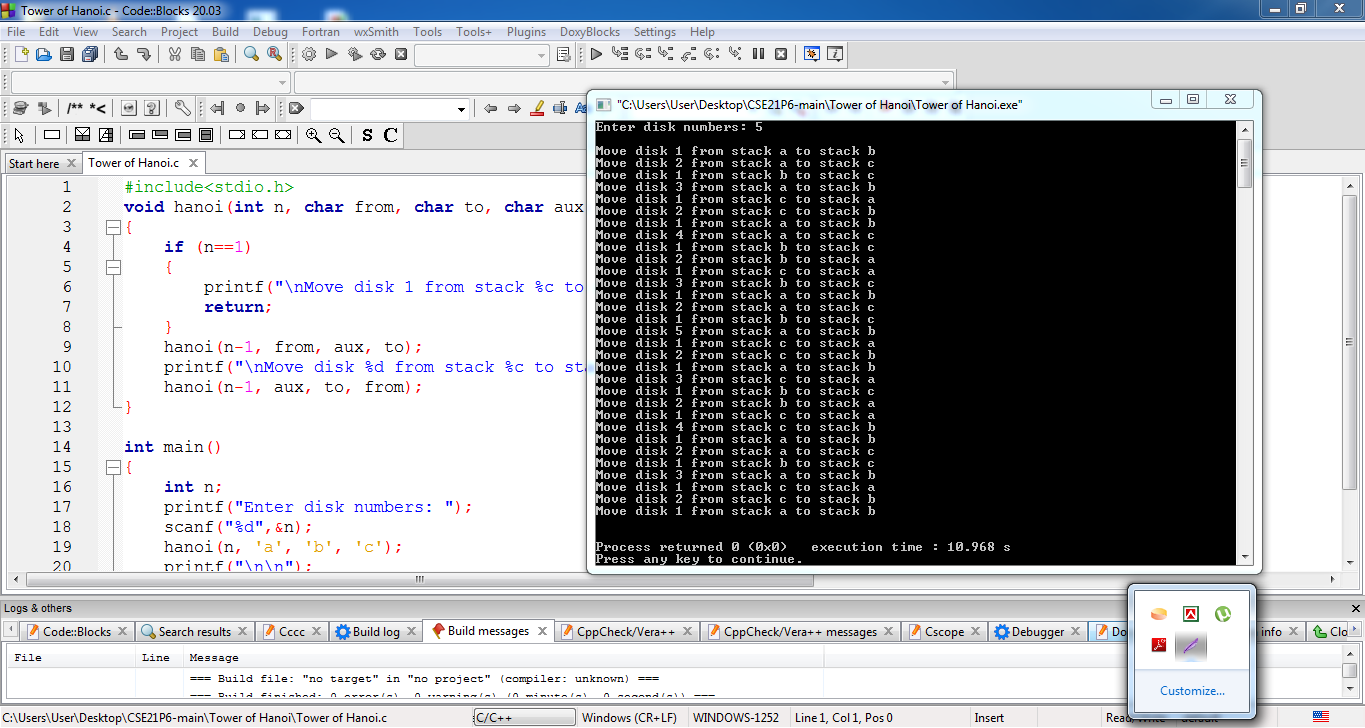 Tower of Hanoi.c - Code::Blocks 20.03
File Edit View Search Project Build Debug Fortran wxSmith Tools Tools+ Plugins DoxyBlocks Settings Help
/** *<
S C
Start here
Tower of Hanoi.c
1 #include<stdio.h>
2 void hanoi(int n, char from, char to, char aux
3 {
4 if (n==1)
5 {
6 printf("\nMove disk 1 from stack %c to
7 return;
8 }
9 hanoi(n-1, from, aux, to);
10 printf("\nMove disk %d from stack %c to sta
11 hanoi(n-1, aux, to, from);
12 }
13
14 int main()
15 {
16 int n;
17 printf("Enter disk numbers: ");
18 scanf("%d",&n);
19 hanoi(n, 'a', 'b', 'c');
20 printf("\n\n");
"C:\Users\User\Desktop\CSE21P6-main\Tower of Hanoi\Tower of Hanoi.exe"
Enter disk numbers: 5
Move disk 1 from stack a to stack b
Move disk 2 from stack a to stack c
Move disk 1 from stack b to stack c
Move disk 3 from stack a to stack b
Move disk 1 from stack c to stack a
Move disk 2 from stack c to stack b
Move disk 1 from stack a to stack b
Move disk 4 from stack a to stack c
Move disk 1 from stack b to stack c
Move disk 2 from stack b to stack a
Move disk 1 from stack c to stack a
Move disk 3 from stack b to stack c
Move disk 1 from stack a to stack b
Move disk 2 from stack a to stack c
Move disk 1 from stack b to stack c
Move disk 5 from stack a to stack b
Move disk 1 from stack c to stack a
Move disk 2 from stack c to stack b
Move disk 1 from stack a to stack b
Move disk 3 from stack c to stack a
Move disk 1 from stack b to stack c
Move disk 2 from stack b to stack a
Move disk 1 from stack c to stack a
Move disk 4 from stack c to stack b
Move disk 1 from stack a to stack b
Move disk 2 from stack a to stack c
Move disk 1 from stack b to stack c
Move disk 3 from stack a to stack b
Move disk 1 from stack c to stack a
Move disk 2 from stack c to stack b
Move disk 1 from stack a to stack b
Process returned 0 (0x0) execution time : 10.968 s
Press any key to continue.
Logs & others
Code::Blocks Search results Cccc Build log Build messages CppCheck/Vera++ CppCheck/Vera++ messages Cscope Debugger Do info Clo
File Line Message
=== Build file: "no target" in "no project" (compiler: unknown) ===
=== Build finished: 0 error(s), 0 warning(s) (0 minute(s), 0 second(s)) ===
Customize...
C:\Users\User\Desktop\CSE21P6-main\Tower of Hanoi\Tower of Hanoi.c C/C++ Windows (CR+LF) WINDOWS-1252 Line 1, Col 1, Pos 0 Insert Read/Write default